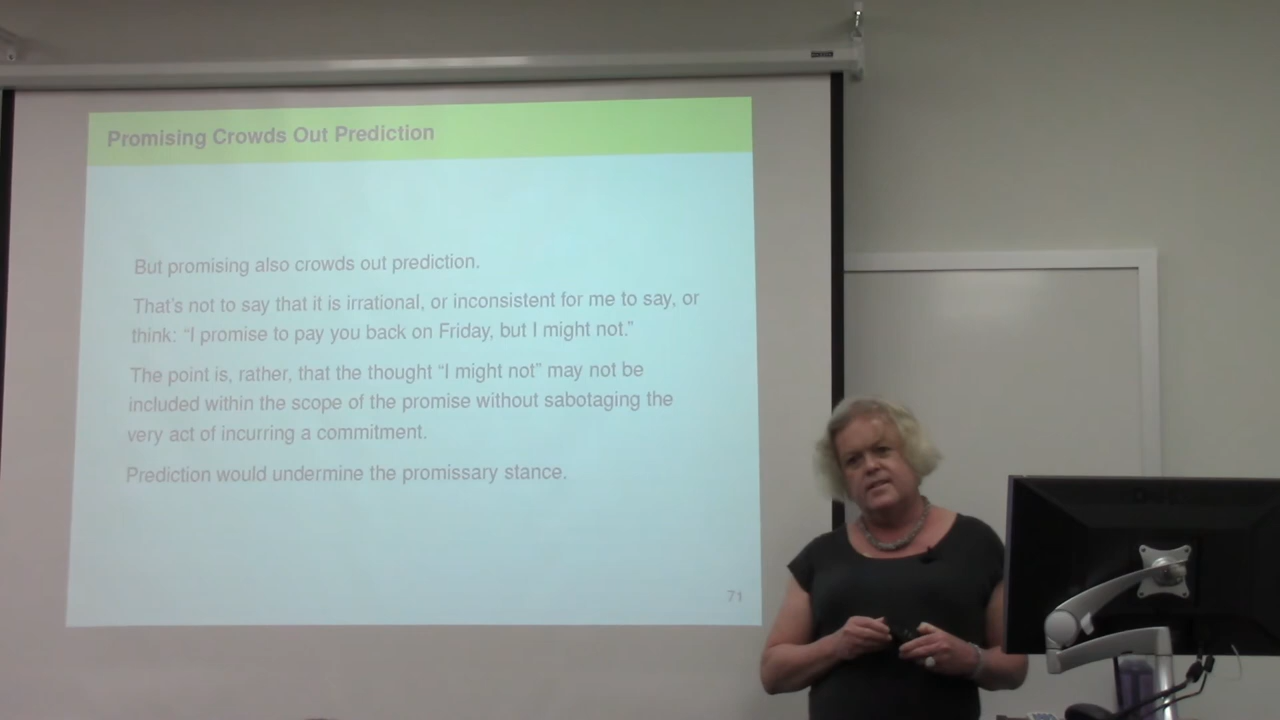 Promising Crowds Out Prediction
But promising also crowds out prediction.
That's not to say that it is irrational, or inconsistent for me to say, or
think: “I promise to pay you back on Friday, but I might not.”
The point is, rather, that the thought “I might not” may not be
included within the scope of the promise without sabotaging the
very act of incurring a commitment.
Prediction would undermine the promissary stance.
71